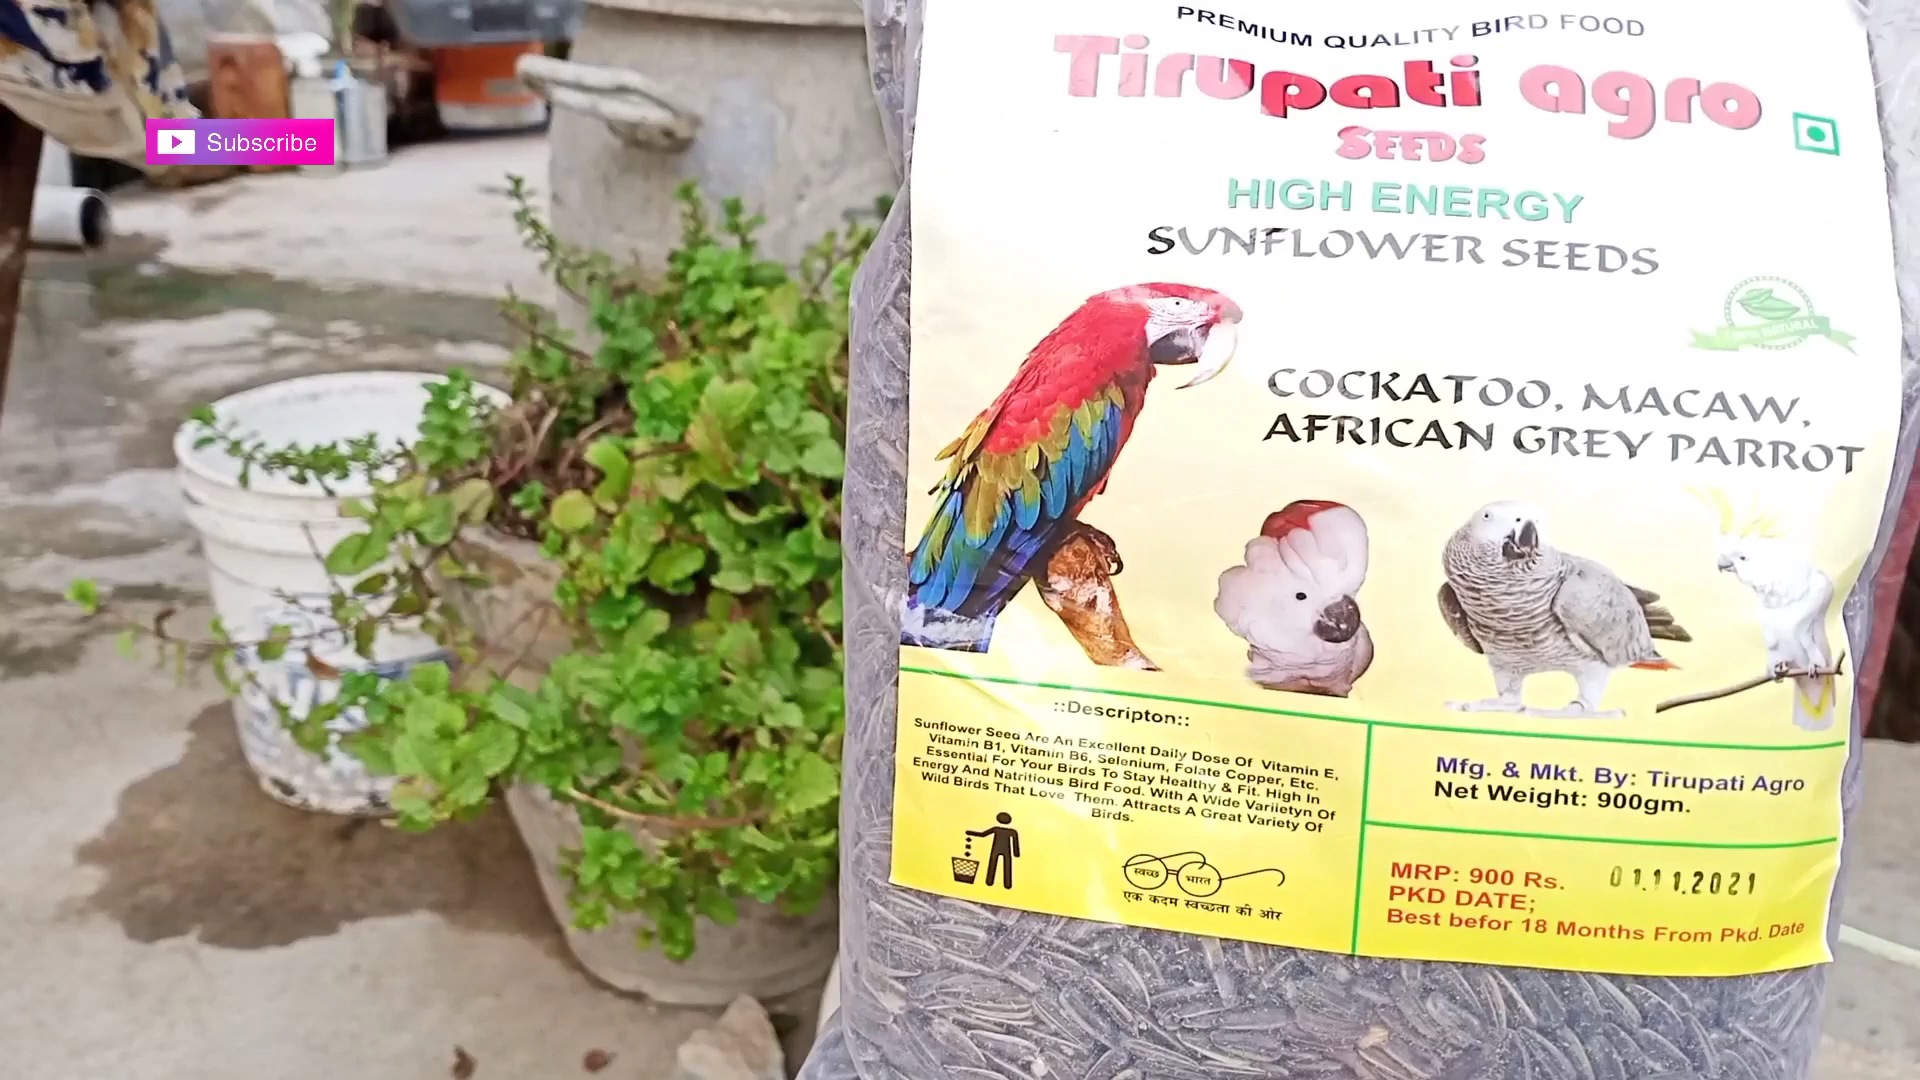 Subscribe
PREMIUM QUALITY BIRD FOOD
Tirupati agro
SEEDS
HIGH ENERGY
SUNFLOWER SEEDS
NATURAL
COCKATOO, MACAW,
AFRICAN GREY PARROT
::Descripton::
Sunflower Seed Are An Excellent Daily Dose Of Vitamin E,
Vitamin B1, Vitamin B6, Selenium, Folate Copper, Etc.
Essential For Your Birds To Stay Healthy & Fit. High In
Energy And Natritious Bird Food. With A Wide Variietyn Of
Wild Birds That Love Them. Attracts A Great Variety Of
Birds.
स्वच्छ भारत
एक कदम स्वच्छता की ओर
Mfg. & Mkt. By: Tirupati Agro
Net Weight: 900gm.
MRP: 900 Rs. 01.11.2021
PKD DATE;
Best befor 18 Months From Pkd. Date